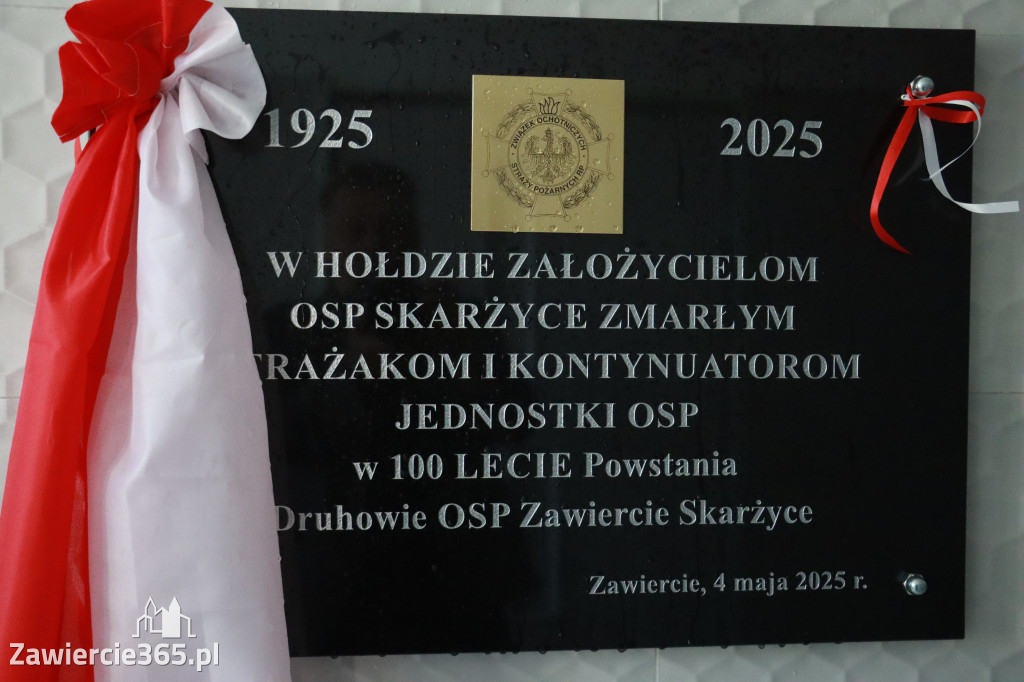 1925
ZWIĄZEK OCHOTNICZYCH
STRAŻY POŻARNYCH RP
2025
W HOŁDZIE ZAŁOŻYCIELOM
OSP SKARŻYCE ZMARŁYM
TRAŻAKOM I KONTYNUATOROM
JEDNOSTKI OSP
w 100 LECIE Powstania
Druhowie OSP Zawiercie Skarżyce
Zawiercie, 4 maja 2025 r.
Zawiercie365.pl